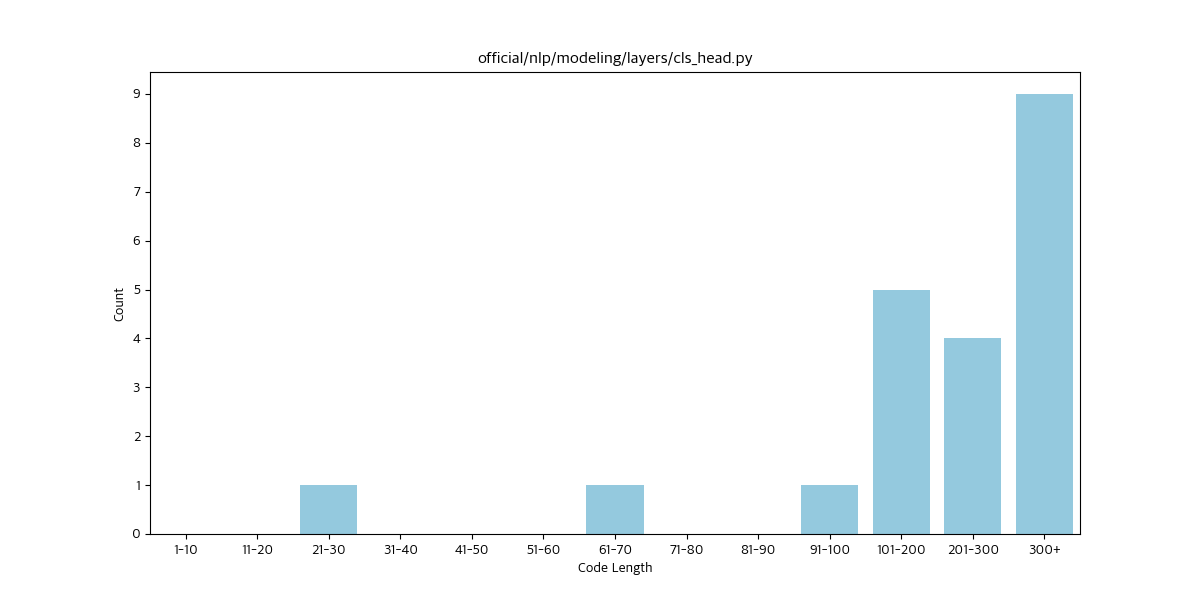 official/nlp/modeling/layers/cls_head.py
9
8
7
6
5
4
3
2
1
0
Count
1-10 11-20 21-30 31-40 41-50 51-60 61-70 71-80 81-90 91-100 101-200 201-300 300+
Code Length